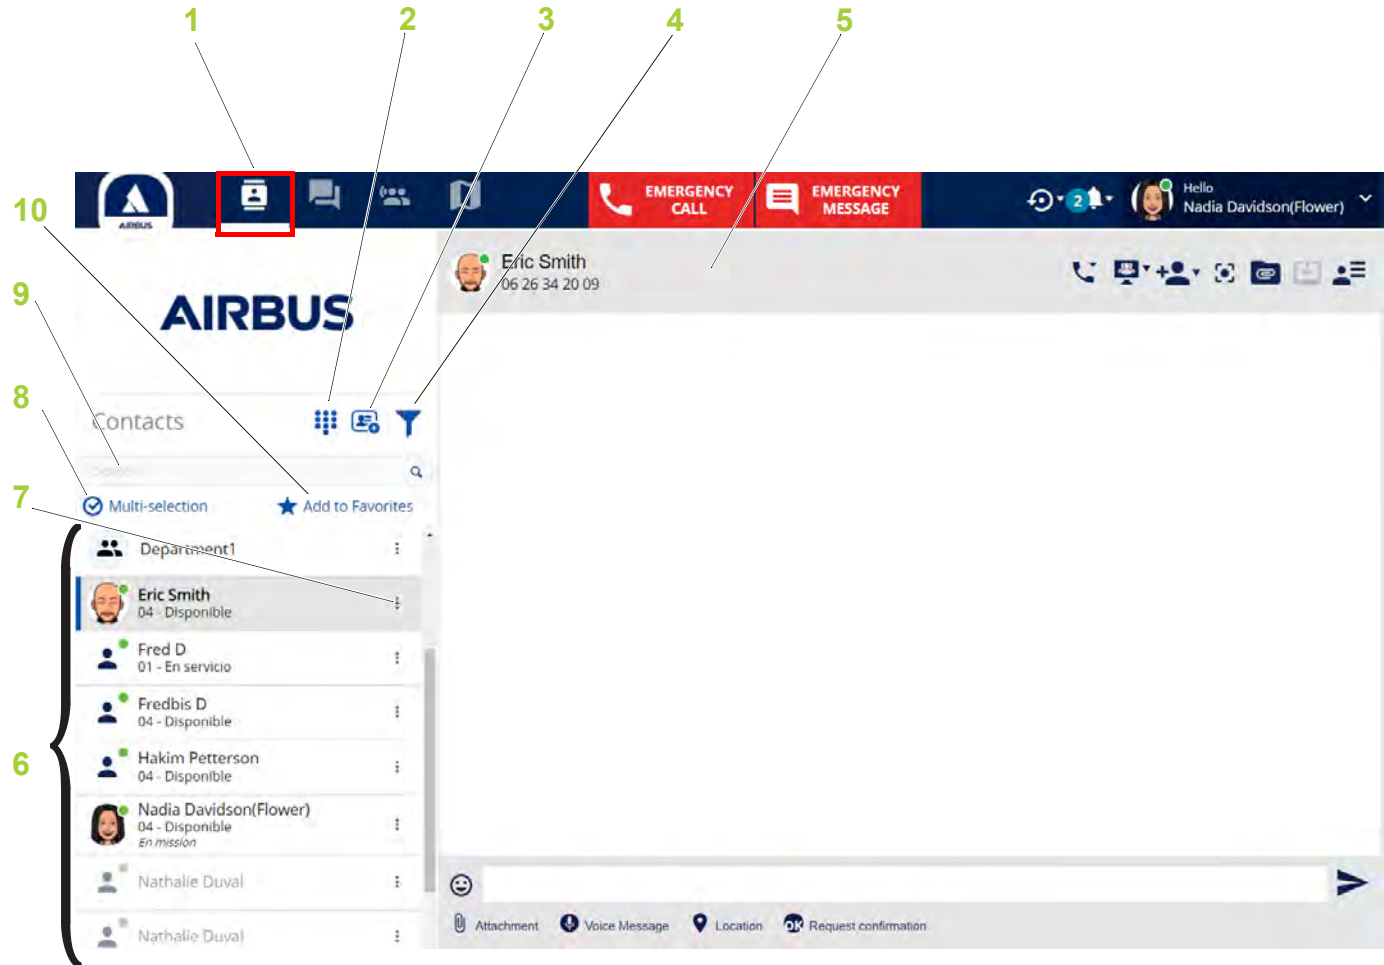 1 2 3 4 5
AIRBUS
EMERGENCY CALL
EMERGENCY MESSAGE
2
Hello
Nadia Davidson(Flower)
10
Eric Smith
06 26 34 20 09
9
AIRBUS
8
Contacts
7
Multi-selection
Add to Favorites
Department1
Eric Smith
04 - Disponible
Fred D
01 - En servicio
Fredbis D
04 - Disponible
6
Hakim Petterson
04 - Disponible
Nadia Davidson(Flower)
04 - Disponible
En mission
Nathalie Duval
Nathalie Duval
Attachment Voice Message Location OK Request confirmation